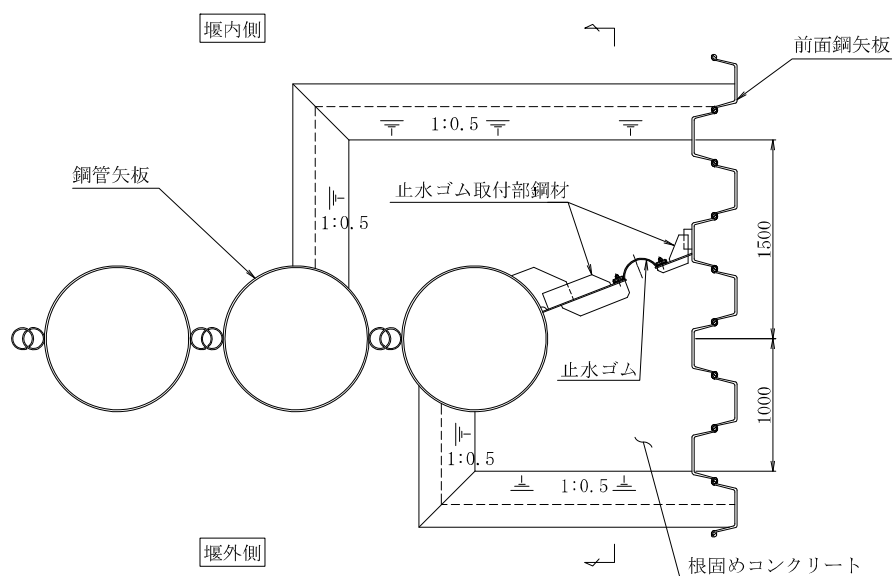 堰内側
前面鋼矢板
1:0.5
鋼管矢板
止水ゴム取付部鋼材
1:0.5
1500
止水ゴム
1000
1:0.5
1:0.5
堰外側
根固めコンクリート